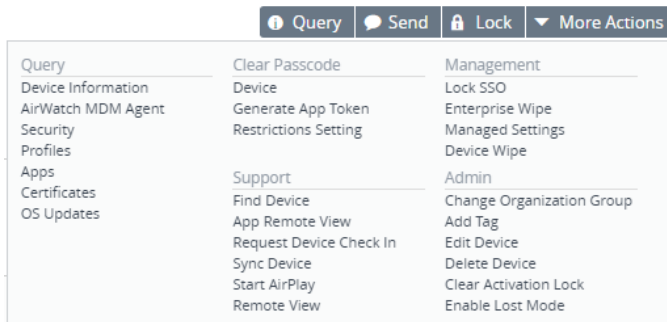 Query Send Lock More Actions
Query
Device Information
AirWatch MDM Agent
Security
Profiles
Apps
Certificates
OS Updates
Clear Passcode
Device
Generate App Token
Restrictions Setting
Support
Find Device
App Remote View
Request Device Check In
Sync Device
Start AirPlay
Remote View
Management
Lock SSO
Enterprise Wipe
Managed Settings
Device Wipe
Admin
Change Organization Group
Add Tag
Edit Device
Delete Device
Clear Activation Lock
Enable Lost Mode